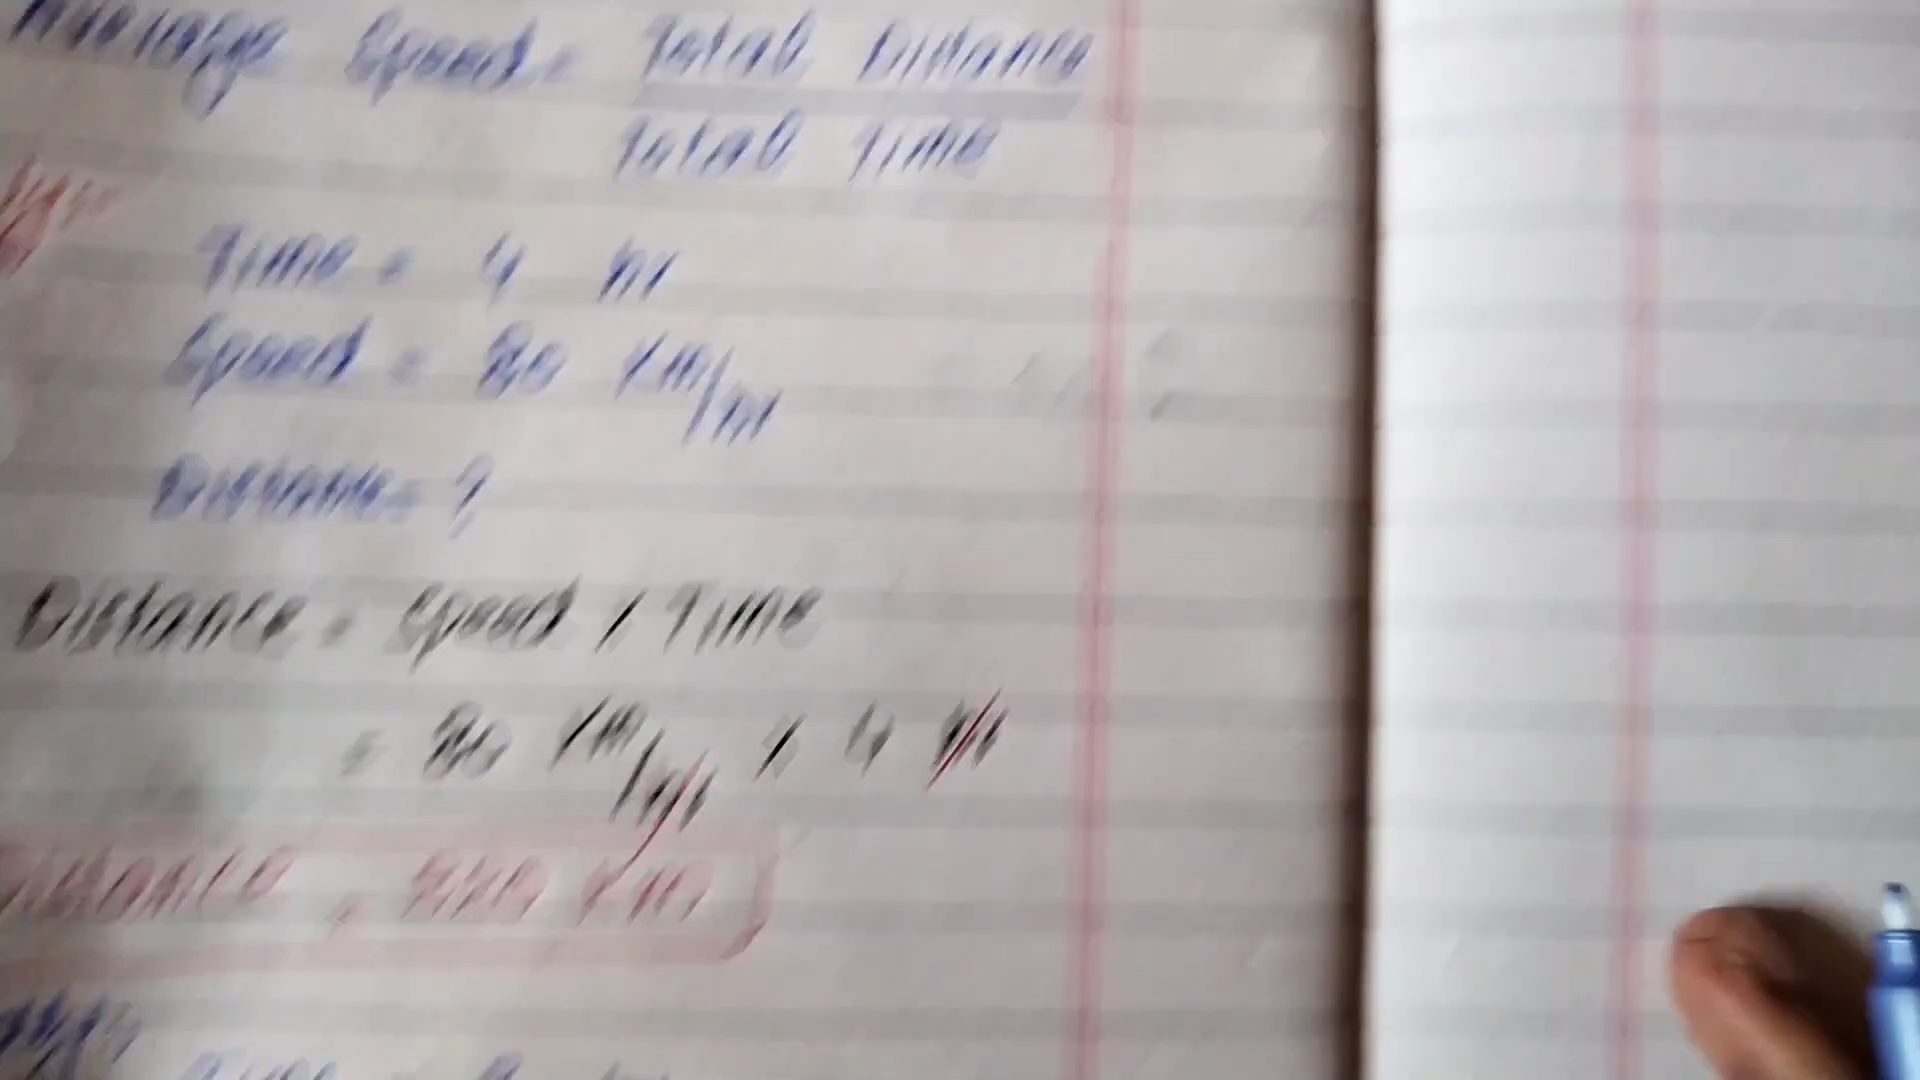 Average Speed = Total Distance
Total Time
Time = 4 hr
Speed = 80 km/hr
Distance = ?
Distance = Speed x Time
= 80 km/hr x 4 hr
Distance = 320 km